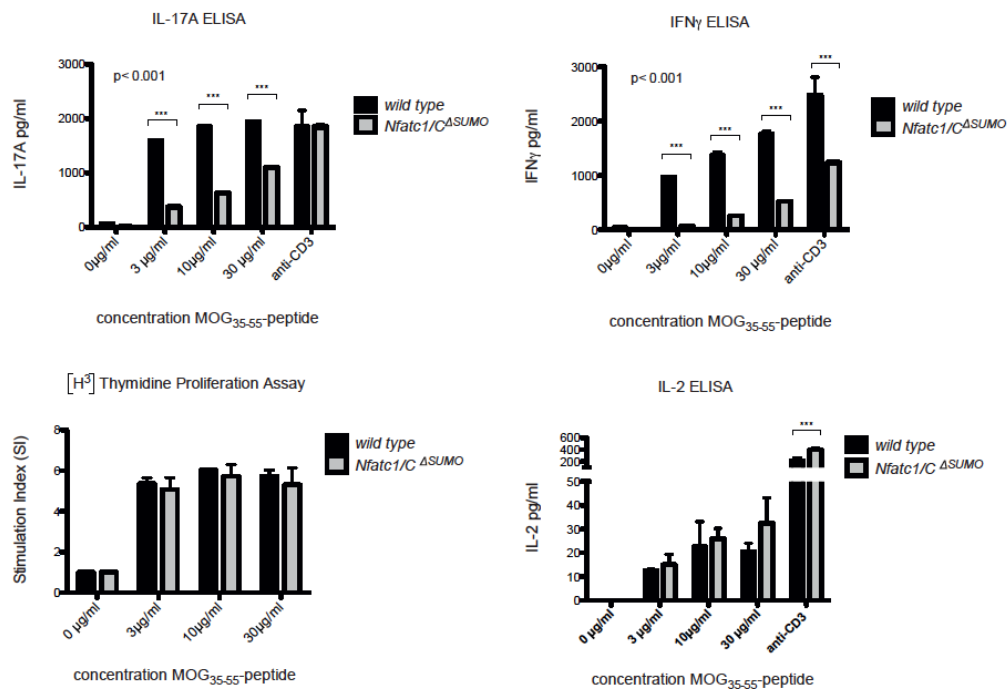 IL-17A ELISA
3000
2000
1000
0
IL-17A pg/ml
p< 0.001
***
***
***
wild type
Nfatc1/C^ΔSUMO
0µg/ml
3 µg/ml
10µg/ml
30 µg/ml
anti-CD3
concentration MOG35-55-peptide
IFNγ ELISA
3000
2000
1000
0
IFNγ pg/ml
p< 0.001
***
***
***
***
wild type
Nfatc1/C^ΔSUMO
0µg/ml
3µg/ml
10µg/ml
30 µg/ml
anti-CD3
concentration MOG35-55-peptide
[H³] Thymidine Proliferation Assay
8
6
4
2
0
Stimulation Index (SI)
wild type
Nfatc1/C ^ΔSUMO
0 µg/ml
3µg/ml
10µg/ml
30µg/ml
concentration MOG35-55-peptide
IL-2 ELISA
600
400
200
50
40
30
20
10
0
IL-2 pg/ml
***
wild type
Nfatc1/C ^ΔSUMO
0 µg/ml
3 µg/ml
10µg/ml
30 µg/ml
anti-CD3
concentration MOG35-55-peptide